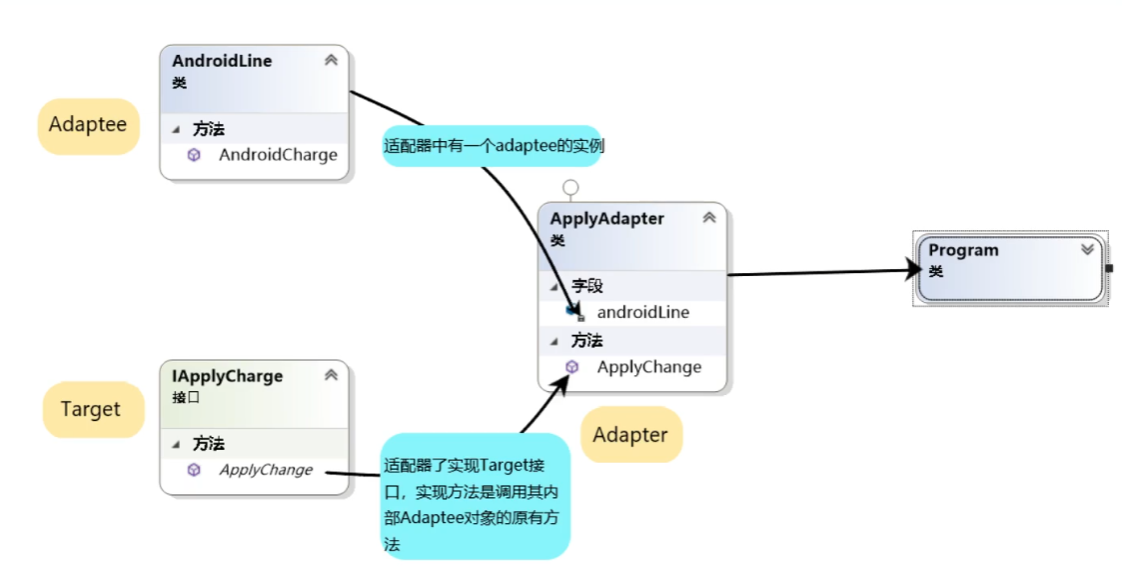 AndroidLine
类
方法
AndroidCharge
Adaptee
适配器中有一个adaptee的实例
ApplyAdapter
类
字段
androidLine
方法
ApplyChange
Adapter
Program
类
IApplyCharge
接口
方法
ApplyChange
Target
适配器了实现Target接
口，实现方法是调用其内
部Adaptee对象的原有方
法